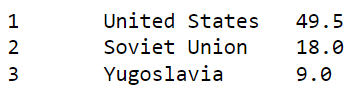 1 United States 49.5
2 Soviet Union 18.0
3 Yugoslavia 9.0